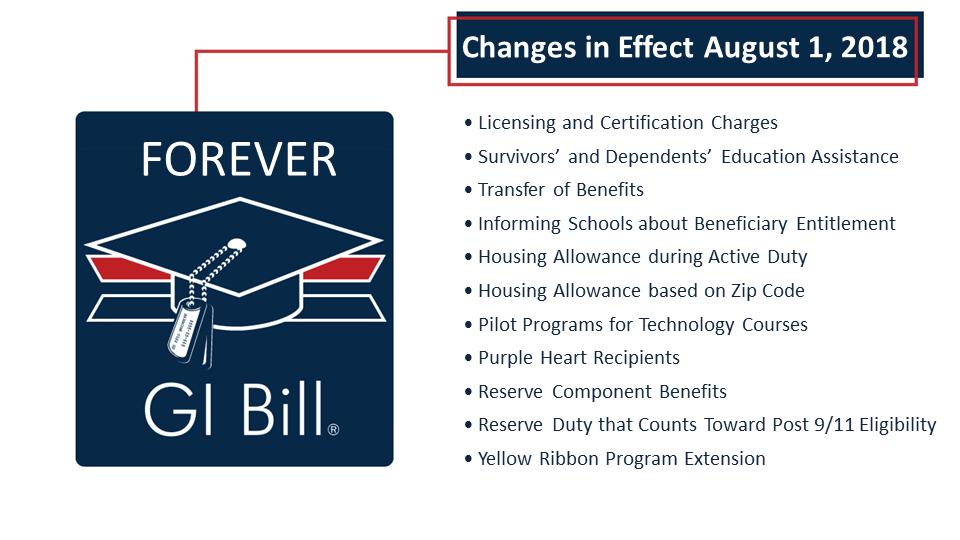 Changes in Effect August 1, 2018
FOREVER
GI Bill®
• Licensing and Certification Charges
• Survivors’ and Dependents’ Education Assistance
• Transfer of Benefits
• Informing Schools about Beneficiary Entitlement
• Housing Allowance during Active Duty
• Housing Allowance based on Zip Code
• Pilot Programs for Technology Courses
• Purple Heart Recipients
• Reserve Component Benefits
• Reserve Duty that Counts Toward Post 9/11 Eligibility
• Yellow Ribbon Program Extension